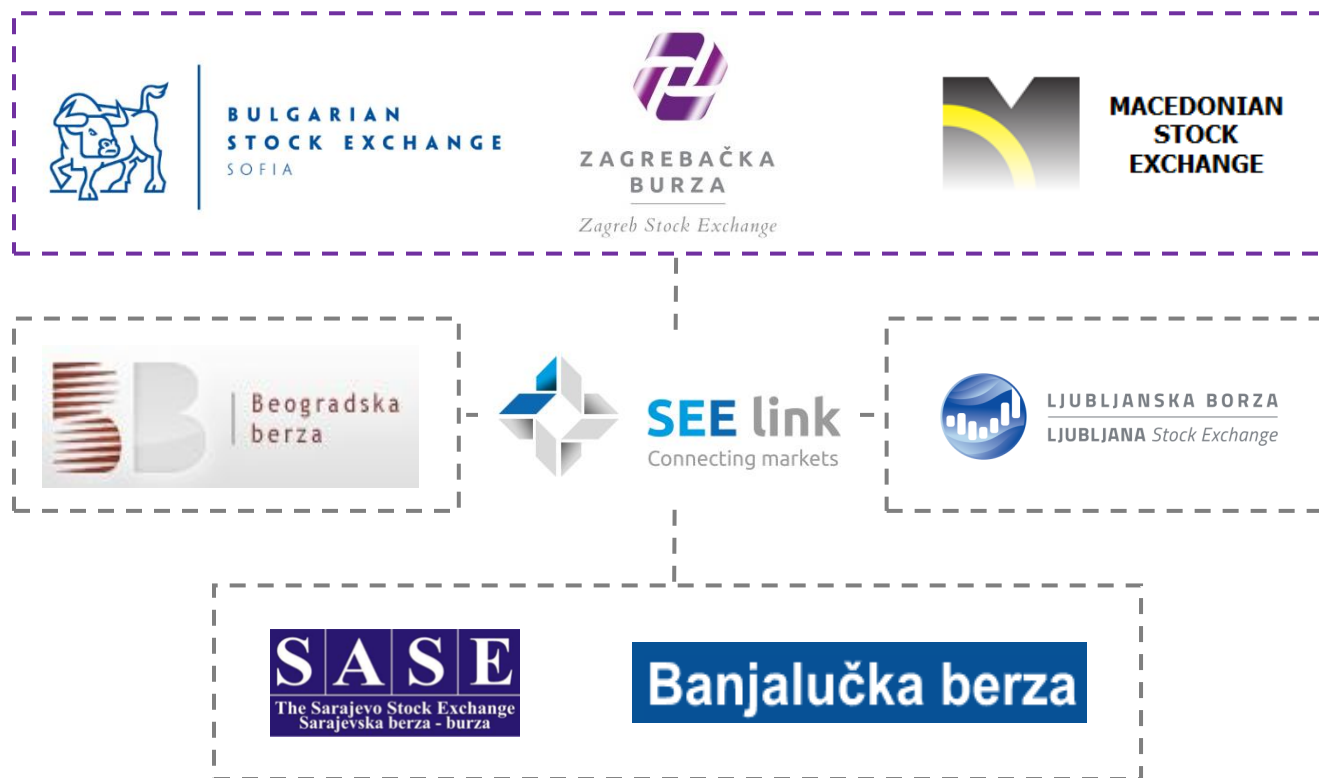 BULGARIAN
STOCK EXCHANGE
SOFIA
ZAGREBAČKA
BURZA
Zagreb Stock Exchange
MACEDONIAN
STOCK
EXCHANGE
Beogradska
berza
SEE link
Connecting markets
LJUBLJANSKA BORZA
LJUBLJANA Stock Exchange
SASE
The Sarajevo Stock Exchange
Sarajevska berza - burza
Banjalučka berza